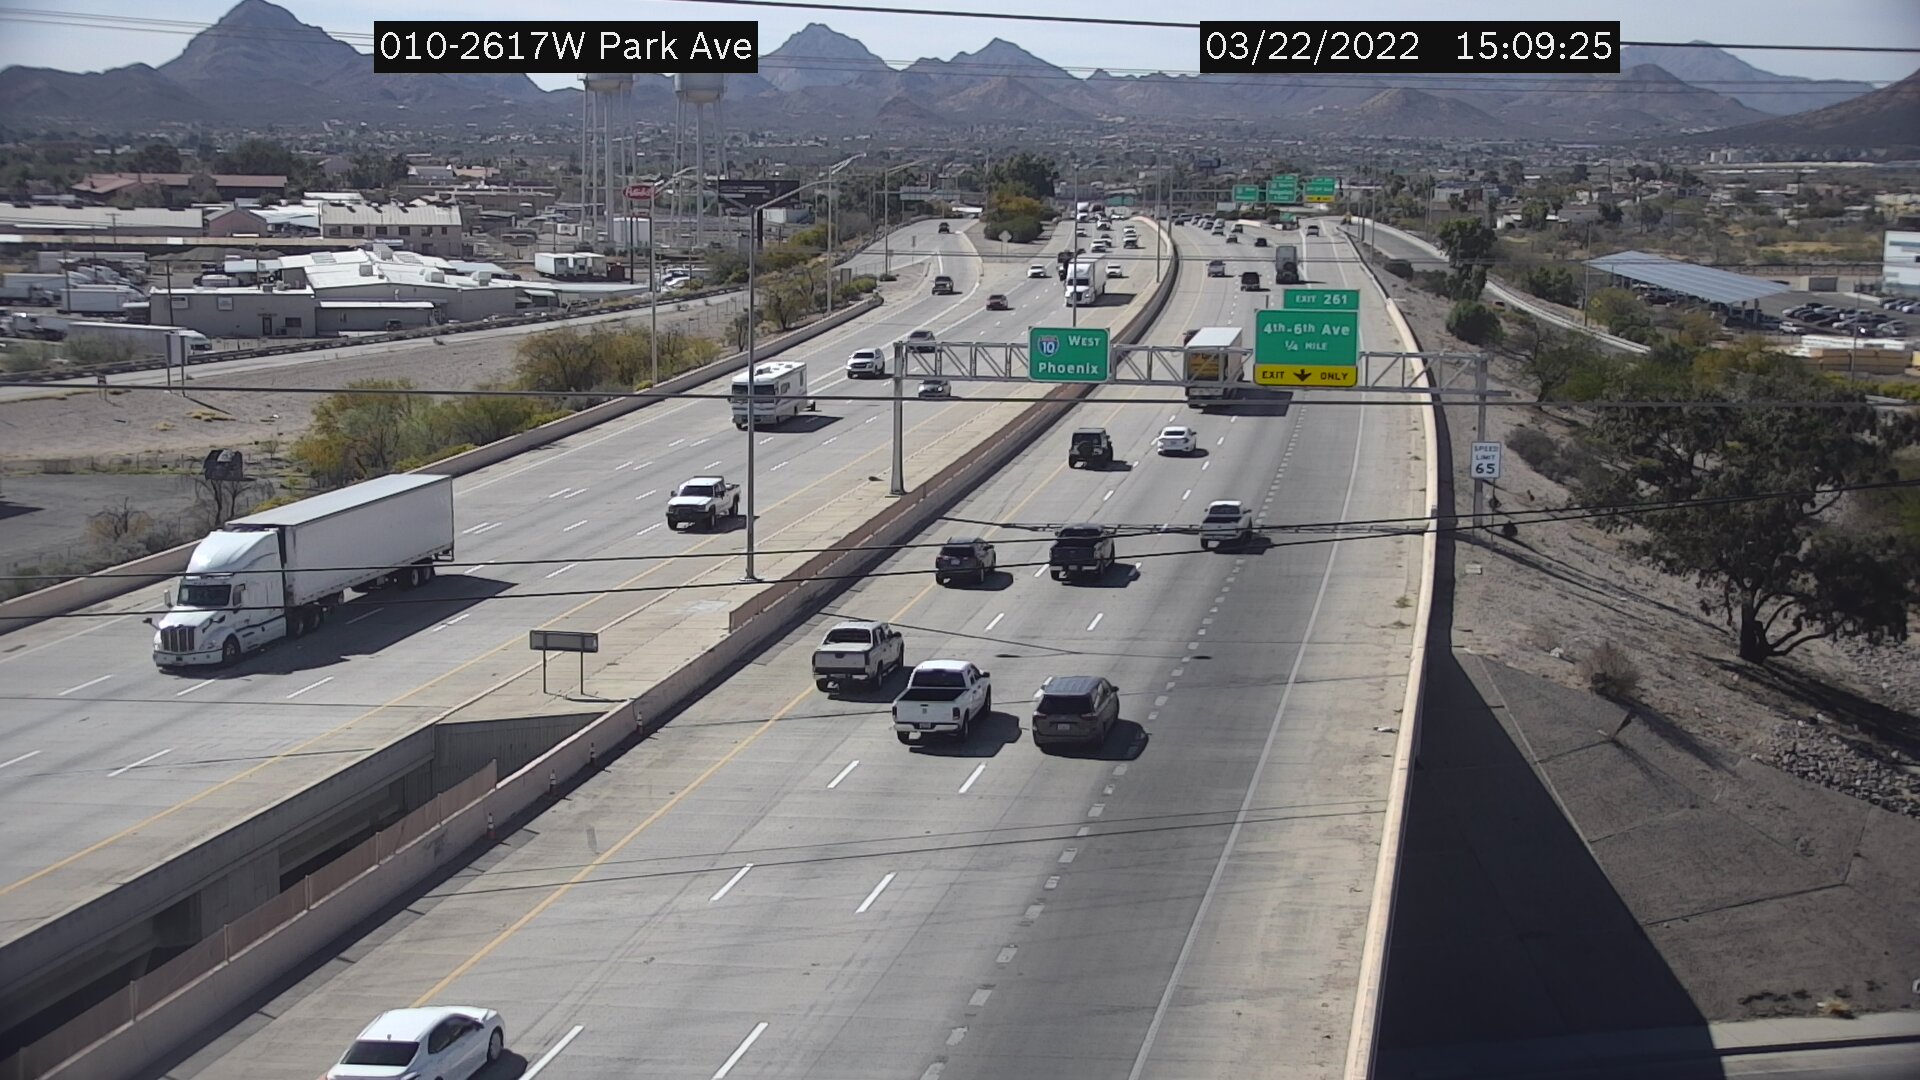 010-2617W Park Ave
03/22/2022 15:09:25
EXIT 261
4th-6th Ave
1/4 MILE
EXIT ONLY
10
WEST
Phoenix
SPEED
LIMIT
65